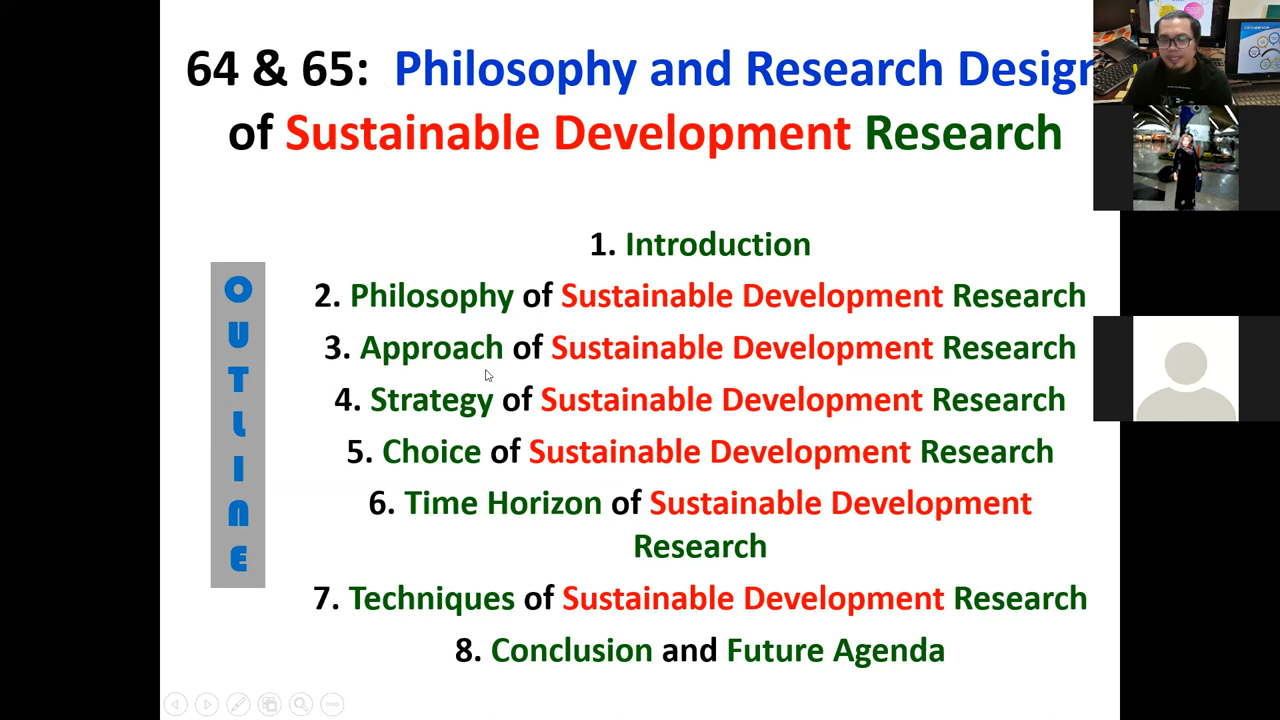 64 & 65: Philosophy and Research Design
of Sustainable Development Research
OUTLINE
1. Introduction
2. Philosophy of Sustainable Development Research
3. Approach of Sustainable Development Research
4. Strategy of Sustainable Development Research
5. Choice of Sustainable Development Research
6. Time Horizon of Sustainable Development
Research
7. Techniques of Sustainable Development Research
8. Conclusion and Future Agenda